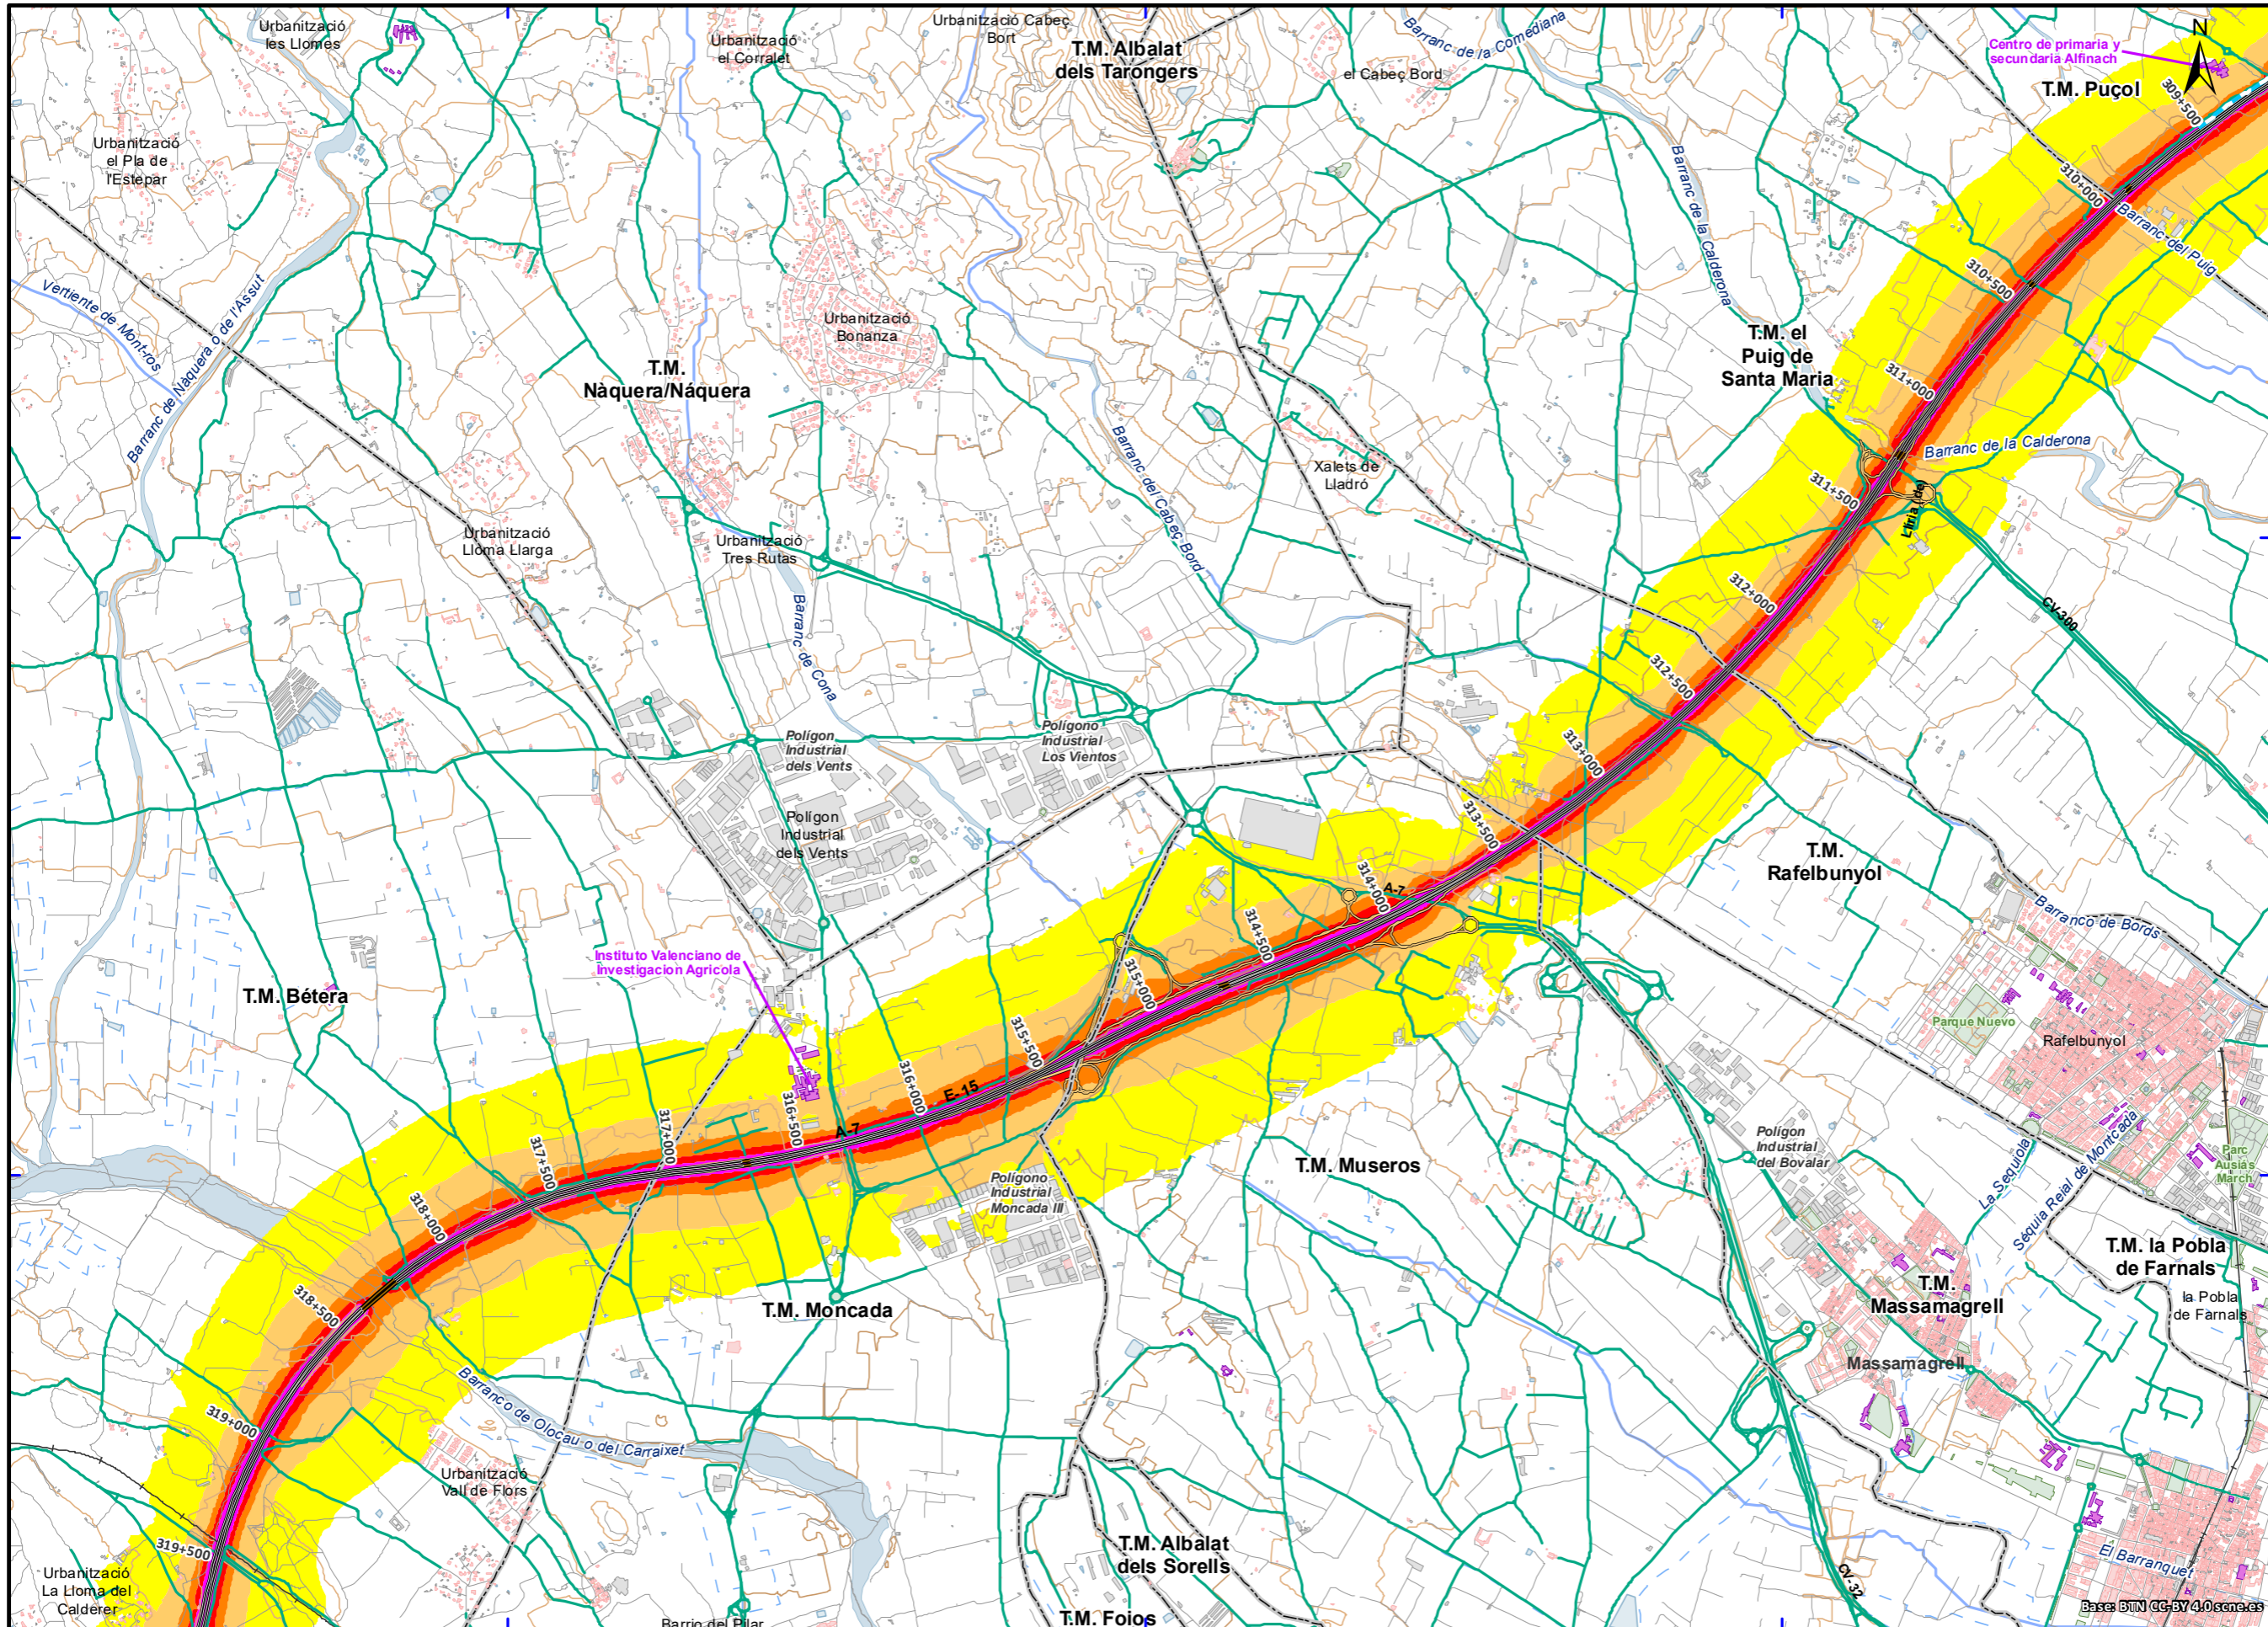 Urbanització
les Llomes
Urbanització
el Corralet
Urbanització Cabeç
Bort
T.M. Albalat
dels Tarongers
Barranc de la Comediana
el Cabeç Bord
Centro de primaria y
secundaria Alfinach
N
T.M. Puçol
309+500
Urbanització
el Pla de
l'Estepar
Barranc de la Calderona
310+000
Barranc del Puig
310+500
Vertiente de Mont-ros
Barranc de Nàquera o de l'Assut
Urbanització
Bonanza
T.M.
Nàquera/Náquera
T.M. el
Puig de
Santa Maria
311+000
Barranc de la Calderona
311+500
Llíria (de)
Barranc del Cabeç Bord
Xalets de
Lladró
Urbanització
Lloma Llarga
Urbanització
Tres Rutas
Barranc de Cona
312+000
CV-300
312+500
Polígon
Industrial
dels Vents
Polígono
Industrial
Los Vientos
313+000
313+500
Polígon
Industrial
dels Vents
T.M.
Rafelbunyol
314+000
A-7
314+500
Barranco de Bords
Instituto Valenciano de
Investigacion Agricola
315+000
T.M. Bétera
Parque Nuevo
Rafelbunyol
315+500
E-15
316+000
316+500
A-7
317+000
317+500
318+000
318+500
319+000
319+500
Polígono
Industrial
Moncada III
T.M. Museros
Polígon
Industrial
del Bovalar
La Sequiola
Séquia Reial de Montcada
Parc
Ausiàs
March
T.M. la Pobla
de Farnals
la Pobla
de Farnals
T.M. Moncada
T.M.
Massamagrell
Massamagrell
Barranco de Olocau o del Carraixet
Urbanització
Vall de Flors
T.M. Albalat
dels Sorells
Urbanització
La Lloma del
Calderer
Barrio del Pilar
T.M. Foios
CV-32
El Barranquet
Base: BTN CC-BY 4.0 scne.es